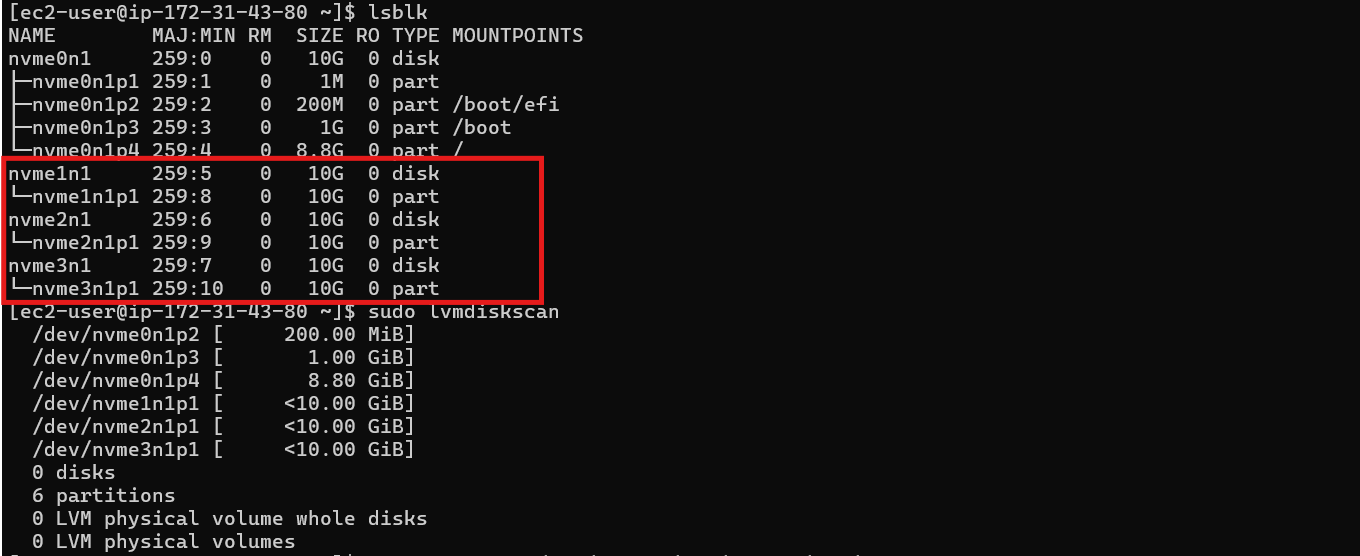 [ec2-user@ip-172-31-43-80 ~]$ lsblk
NAME        MAJ:MIN RM  SIZE RO TYPE MOUNTPOINTS
nvme0n1     259:0    0   10G  0 disk
├─nvme0n1p1 259:1    0    1M  0 part
├─nvme0n1p2 259:2    0  200M  0 part /boot/efi
├─nvme0n1p3 259:3    0    1G  0 part /boot
└─nvme0n1p4 259:4    0  8.8G  0 part /
nvme1n1     259:5    0   10G  0 disk
└─nvme1n1p1 259:8    0   10G  0 part
nvme2n1     259:6    0   10G  0 disk
└─nvme2n1p1 259:9    0   10G  0 part
nvme3n1     259:7    0   10G  0 disk
└─nvme3n1p1 259:10   0   10G  0 part
[ec2-user@ip-172-31-43-80 ~]$ sudo lvmdiskscan
  /dev/nvme0n1p2 [     200.00 MiB]
  /dev/nvme0n1p3 [       1.00 GiB]
  /dev/nvme0n1p4 [       8.80 GiB]
  /dev/nvme1n1p1 [     <10.00 GiB]
  /dev/nvme2n1p1 [     <10.00 GiB]
  /dev/nvme3n1p1 [     <10.00 GiB]
  0 disks
  6 partitions
  0 LVM physical volume whole disks
  0 LVM physical volumes